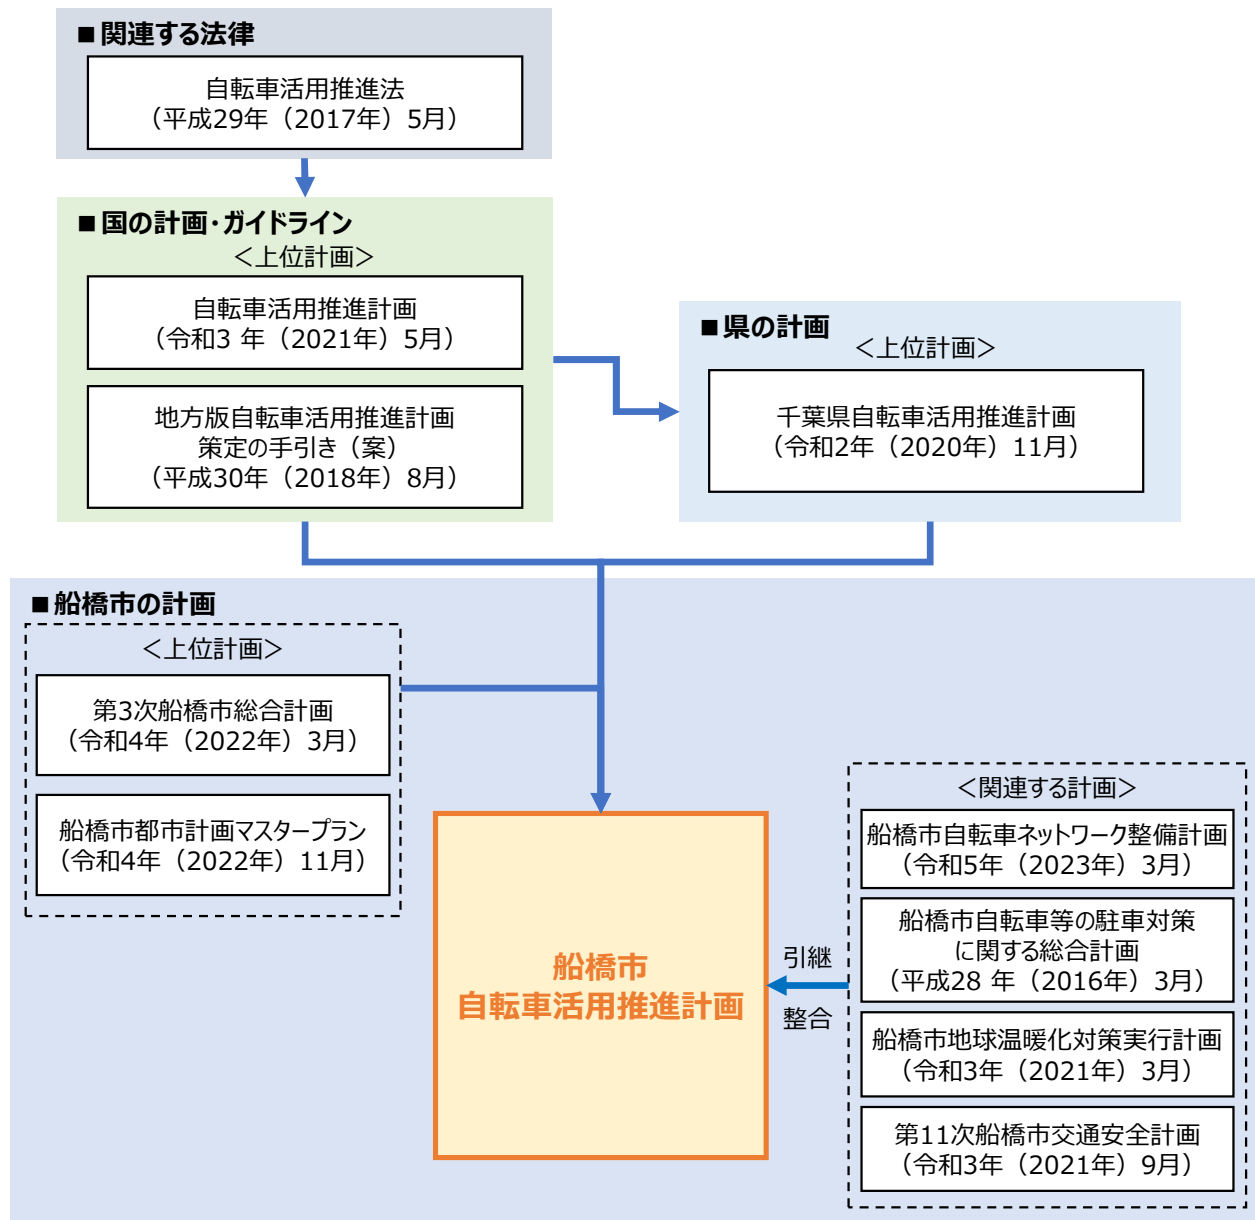 ■関連する法律
自転車活用推進法
（平成29年（2017年）5月）
■国の計画・ガイドライン
＜上位計画＞
自転車活用推進計画
（令和3 年（2021年）5月）
地方版自転車活用推進計画
策定の手引き（案）
（平成30年（2018年）8月）
■県の計画
＜上位計画＞
千葉県自転車活用推進計画
（令和2年（2020年）11月）
■船橋市の計画
＜上位計画＞
第3次船橋市総合計画
（令和4年（2022年）3月）
船橋市都市計画マスタープラン
（令和4年（2022年）11月）
船橋市
自転車活用推進計画
引継
整合
＜関連する計画＞
船橋市自転車ネットワーク整備計画
（令和5年（2023年）3月）
船橋市自転車等の駐車対策
に関する総合計画
（平成28 年（2016年）3月）
船橋市地球温暖化対策実行計画
（令和3年（2021年）3月）
第11次船橋市交通安全計画
（令和3年（2021年）9月）